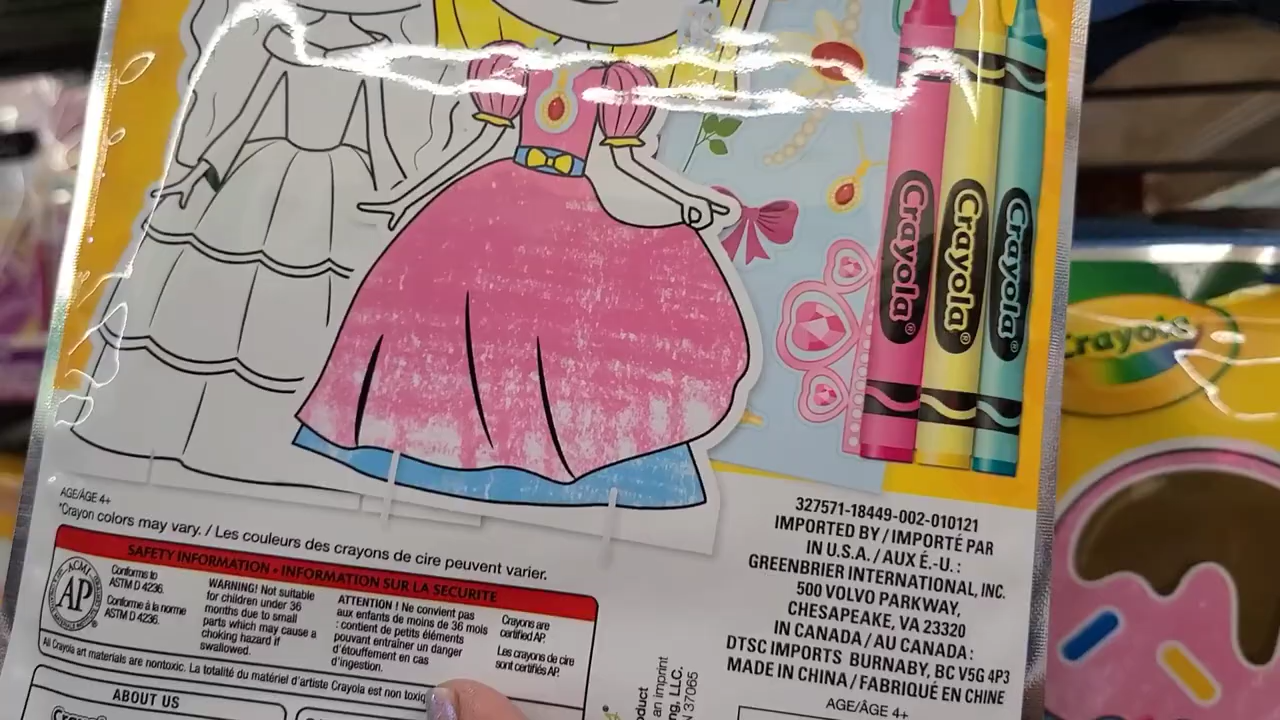 Crayola®
Crayola®
Crayola®
Crayola
AGE/ÂGE 4+
*Crayon colors may vary. / Les couleurs des crayons de cire peuvent varier.
SAFETY INFORMATION • INFORMATION SUR LA SECURITE
ACMI
AP
Conforms to
ASTM D 4236.
Conforme à la norme
ASTM D 4236.
WARNING! Not suitable
for children under 36
months due to small
parts which may cause a
choking hazard if
swallowed.
ATTENTION ! Ne convient pas
aux enfants de moins de 36 mois
: contient de petits éléments
pouvant entraîner un danger
d'étouffement en cas
d'ingestion.
Crayons are
certified AP.
Les crayons de cire
sont certifiés AP.
All Crayola art materials are nontoxic. La totalité du matériel d'artiste Crayola est non toxiq
ABOUT US
327571-18449-002-010121
IMPORTED BY / IMPORTÉ PAR
IN U.S.A. / AUX É.-U. :
GREENBRIER INTERNATIONAL, INC.
500 VOLVO PARKWAY,
CHESAPEAKE, VA 23320
IN CANADA / AU CANADA :
DTSC IMPORTS BURNABY, BC V5G 4P3
MADE IN CHINA / FABRIQUÉ EN CHINE
AGE/ÂGE 4+
an imprint
LLC.
37065